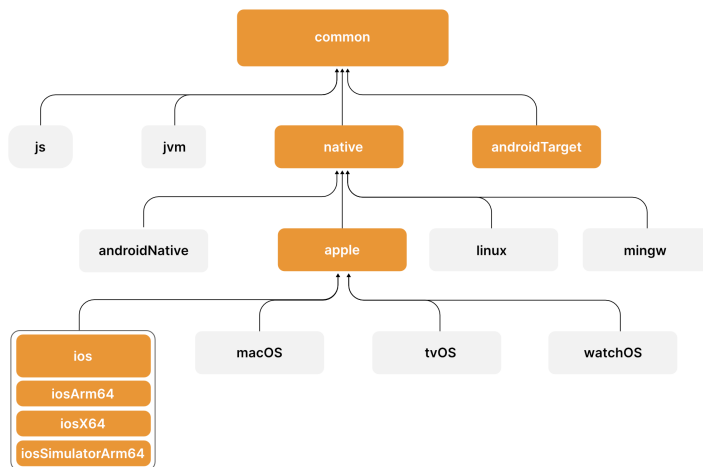 common
js
jvm
native
androidTarget
androidNative
apple
linux
mingw
ios
macOS
tvOS
watchOS
iosArm64
iosX64
iosSimulatorArm64